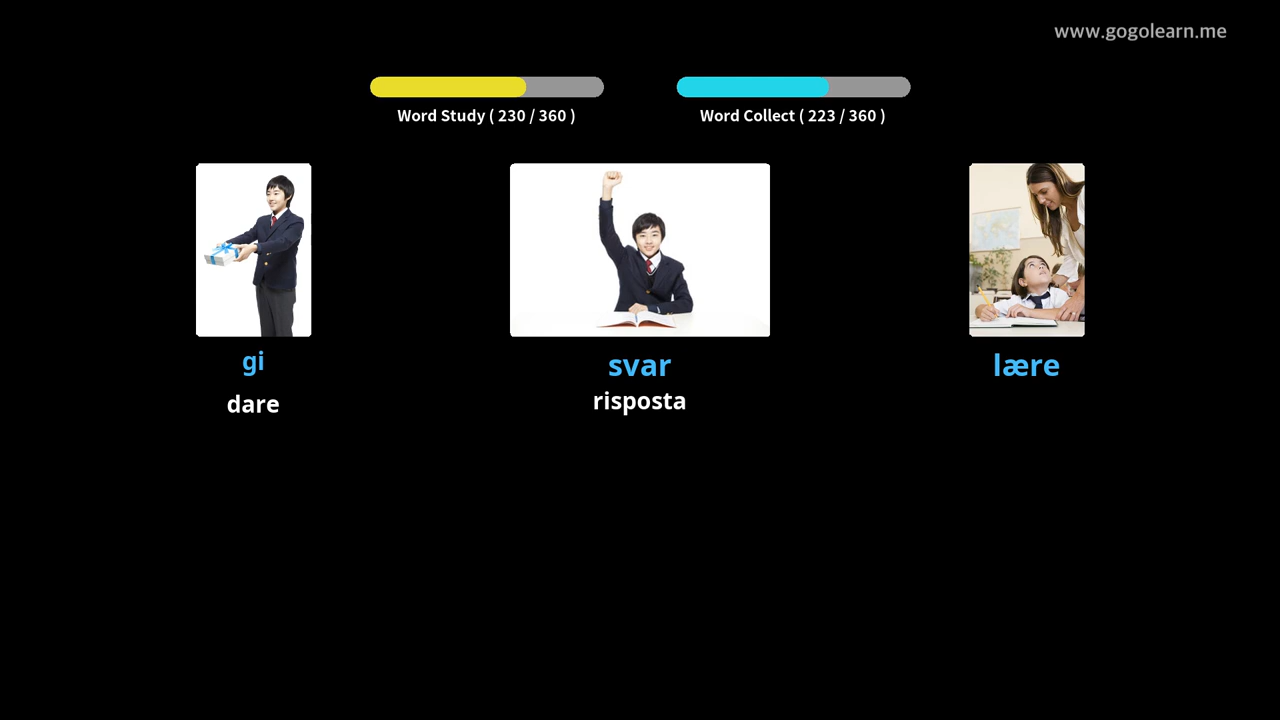 www.gogolearn.me
Word Study ( 230 / 360 )
Word Collect ( 223 / 360 )
gi
dare
svar
risposta
lære